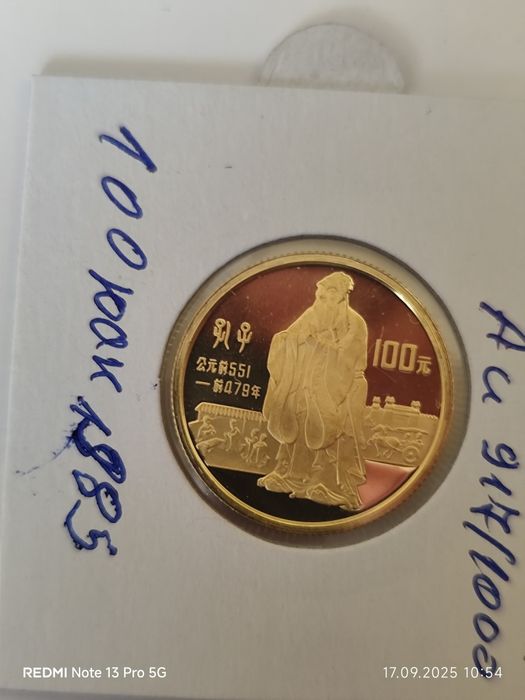 100 юан 1985
孔子
公元前551
—前479年
100元
Au 917/1000
REDMI Note 13 Pro 5G
17.09.2025 10:54